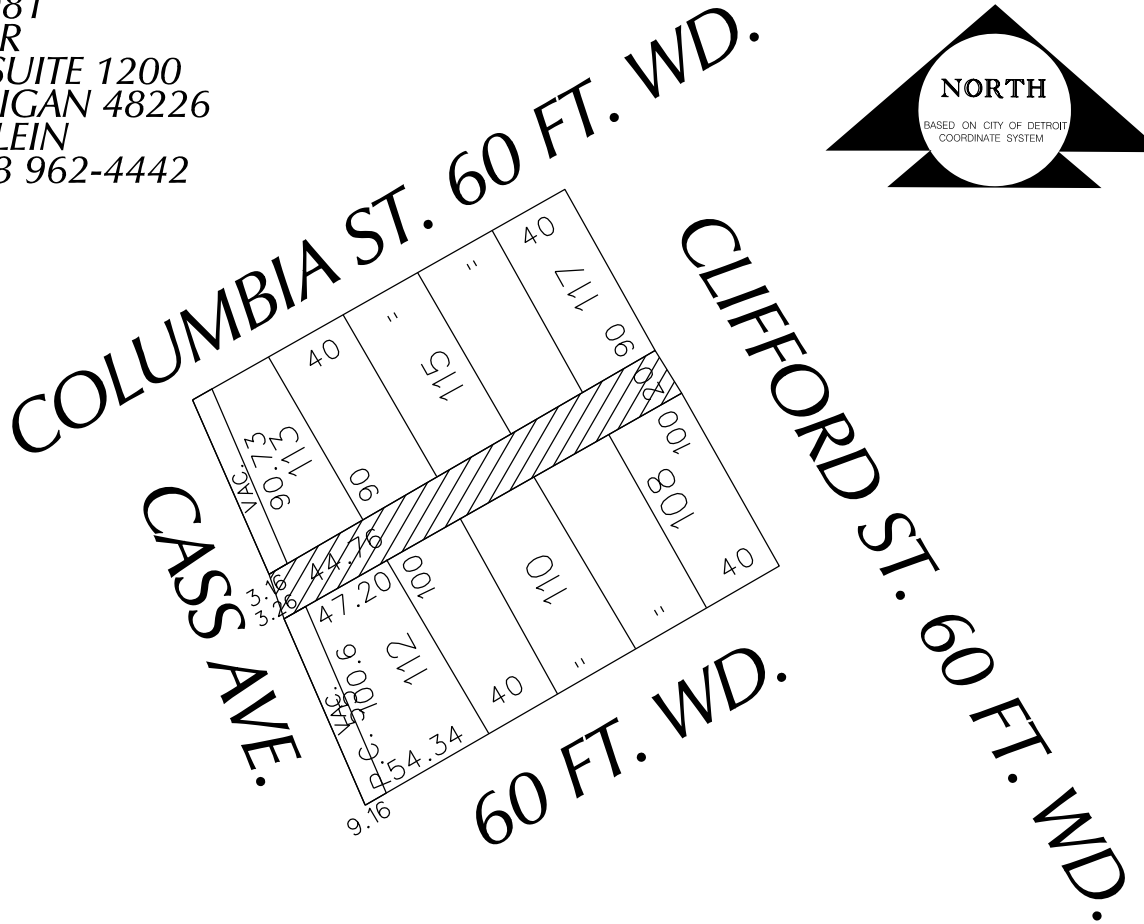 R
SUITE 1200
IGAN 48226
LEIN
3 962-4442
NORTH
BASED ON CITY OF DETROIT
COORDINATE SYSTEM
COLUMBIA ST. 60 FT. WD.
CLIFFORD ST. 60 FT. WD.
CASS AVE.
60 FT. WD.
40
117
90
"
"
115
40
90
VAC.
90.73
113
20
44.76
3.16
3.26
47.20
100
100
108
40
110
"
"
112
40
VAC.
100.6
P.C.
54.34
9.16